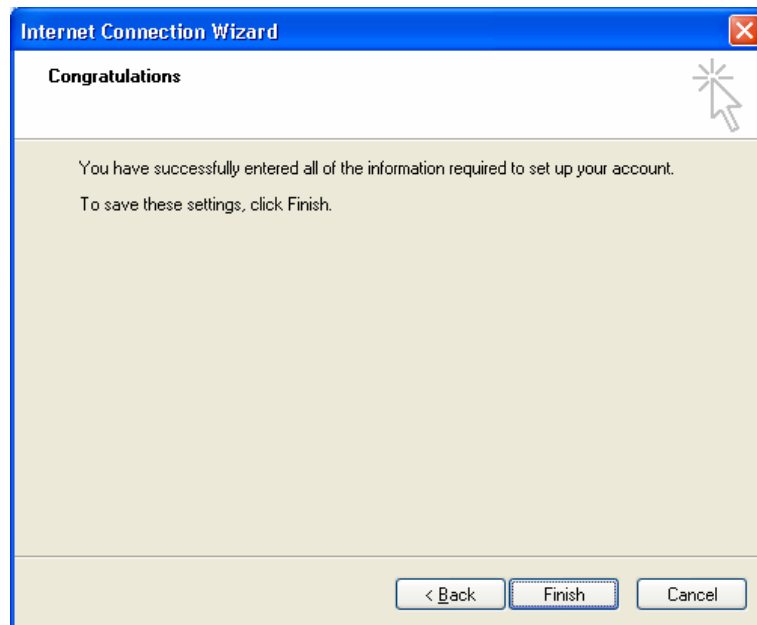 Internet Connection Wizard
Congratulations
You have successfully entered all of the information required to set up your account.
To save these settings, click Finish.
< Back
Finish
Cancel